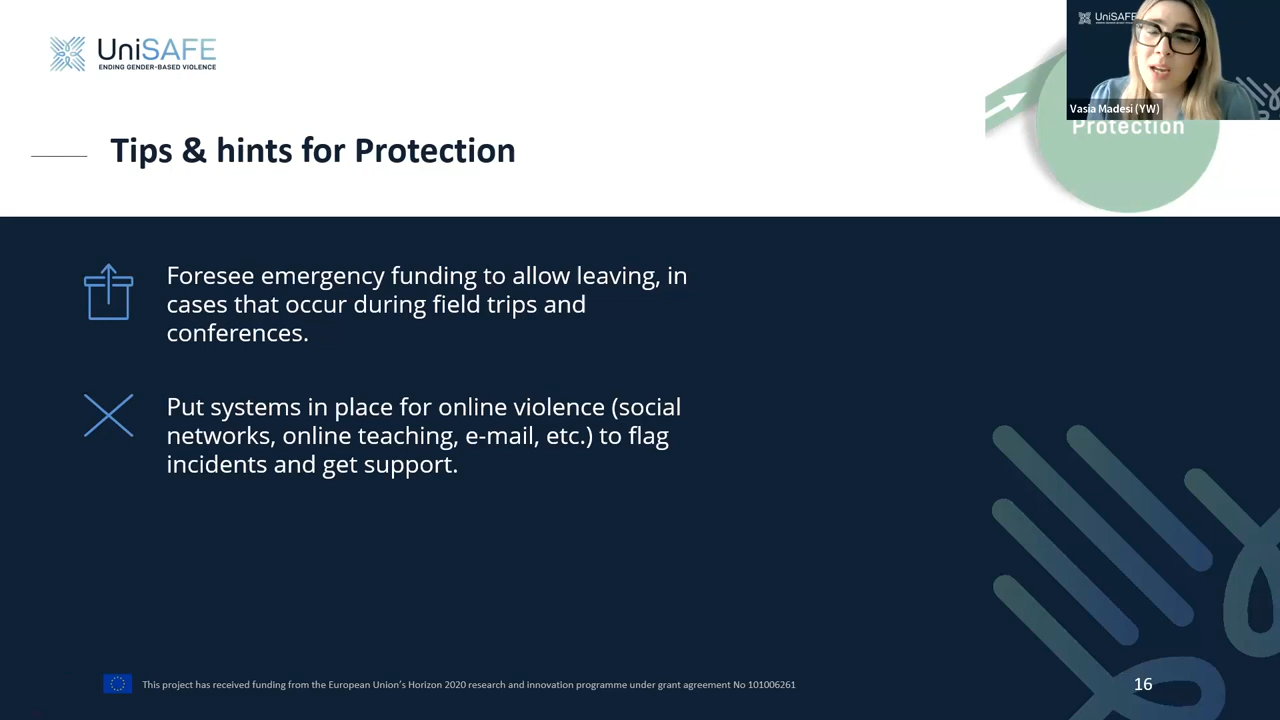 UniSAFE
ENDING GENDER-BASED VIOLENCE
UniSAFE
Vasia Madesi (YW)
Protection
Tips & hints for Protection
Foresee emergency funding to allow leaving, in
cases that occur during field trips and
conferences.
Put systems in place for online violence (social
networks, online teaching, e-mail, etc.) to flag
incidents and get support.
This project has received funding from the European Union's Horizon 2020 research and innovation programme under grant agreement No 101006261
16